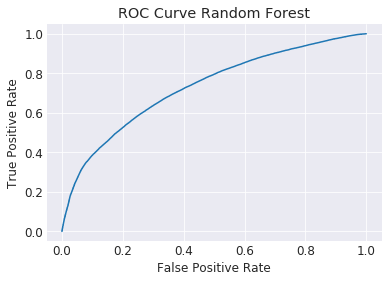 ROC Curve Random Forest
True Positive Rate
1.0
0.8
0.6
0.4
0.2
0.0
0.0 0.2 0.4 0.6 0.8 1.0
False Positive Rate